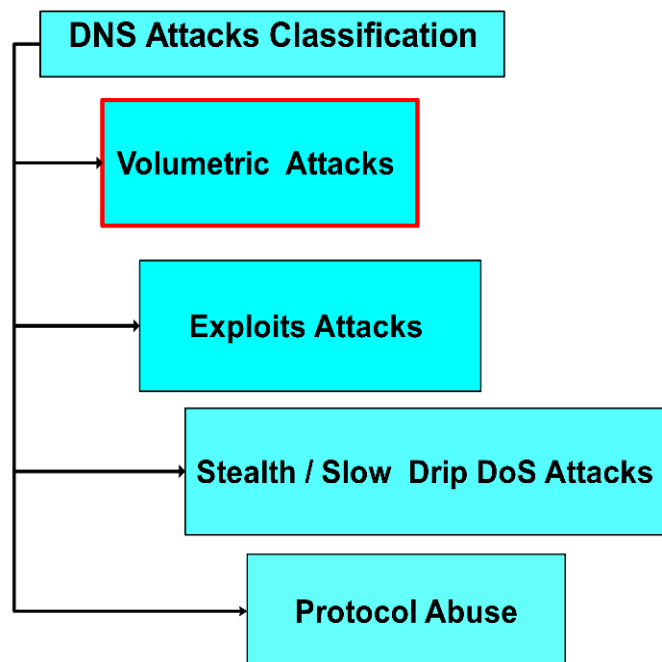 DNS Attacks Classification
Volumetric Attacks
Exploits Attacks
Stealth / Slow Drip DoS Attacks
Protocol Abuse